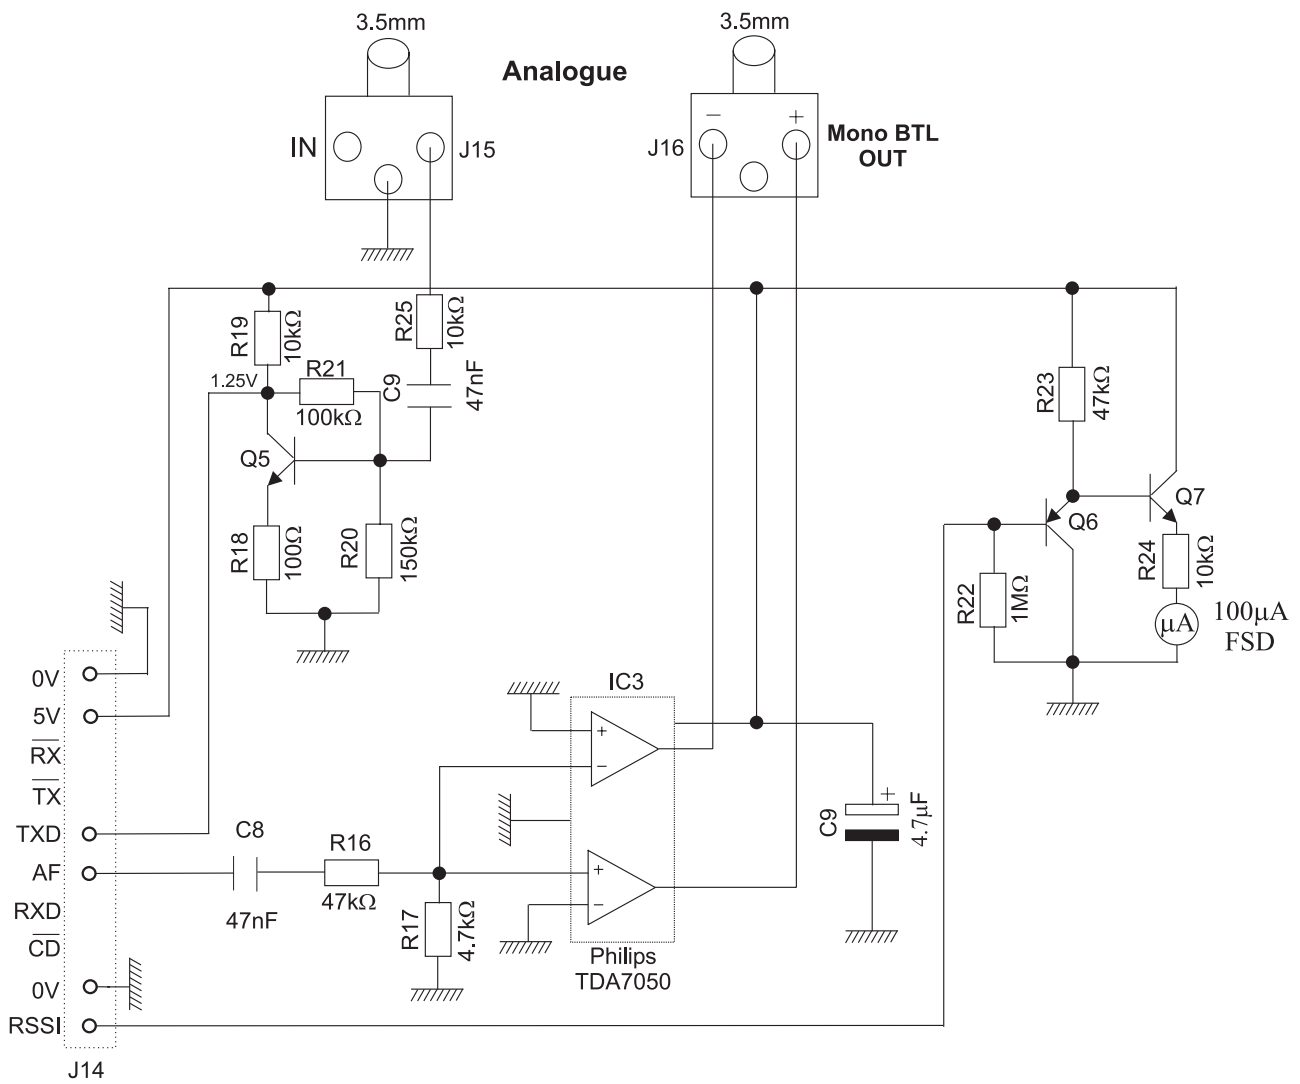 3.5mm
3.5mm
Analogue
IN
J15
J16
−
+
Mono BTL
OUT
R19
10kΩ
R25
10kΩ
1.25V
R21
100kΩ
C9
47nF
R23
47kΩ
Q5
Q6
Q7
R18
100Ω
R20
150kΩ
R22
1MΩ
R24
10kΩ
µA
100µA
FSD
0V
5V
RX
TX
TXD
AF
RXD
CD
0V
RSSI
J14
C8
47nF
R16
47kΩ
R17
4.7kΩ
IC3
+
−
+
−
Philips
TDA7050
C9
+
4.7µF